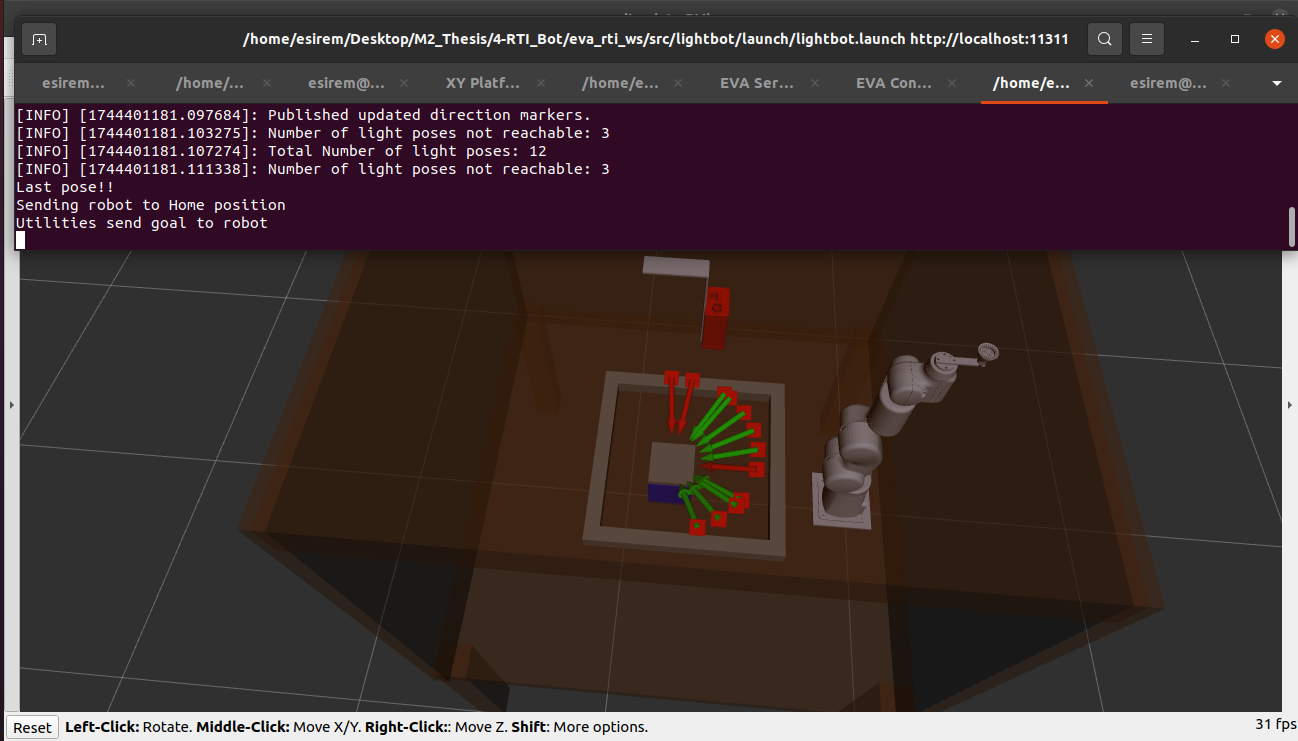 /home/esirem/Desktop/M2_Thesis/4-RTI_Bot/eva_rti_ws/src/lightbot/launch/lightbot.launch http://localhost:11311
esirem... × /home/... × esirem@... × XY Platf... × /home/e... × EVA Ser... × EVA Con... × /home/e... × esirem@... ×
[INFO] [1744401181.097684]: Published updated direction markers.
[INFO] [1744401181.103275]: Number of light poses not reachable: 3
[INFO] [1744401181.107274]: Total Number of light poses: 12
[INFO] [1744401181.111338]: Number of light poses not reachable: 3
Last pose!!
Sending robot to Home position
Utilities send goal to robot
Reset Left-Click: Rotate. Middle-Click: Move X/Y. Right-Click:: Move Z. Shift: More options. 31 fps